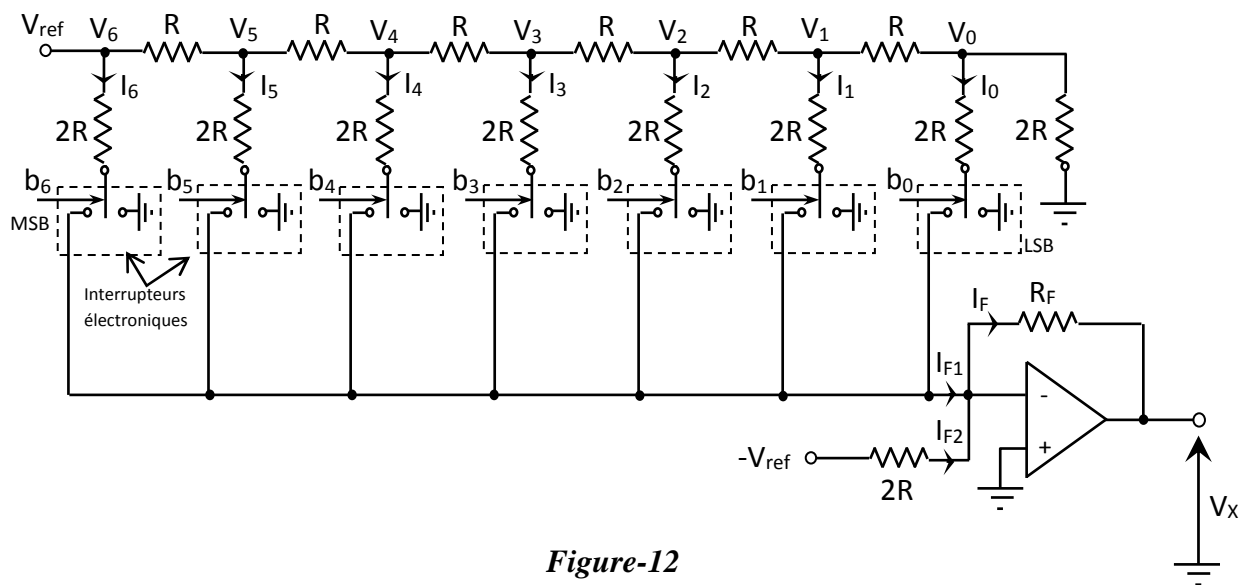 Vref V6 R V5 R V4 R V3 R V2 R V1 R V0
I6 I5 I4 I3 I2 I1 I0
2R 2R 2R 2R 2R 2R 2R 2R
b6 b5 b4 b3 b2 b1 b0
MSB LSB
Interrupteurs
électroniques
IF RF
IF1
-
IF2
+
-Vref
2R
VX
Figure-12